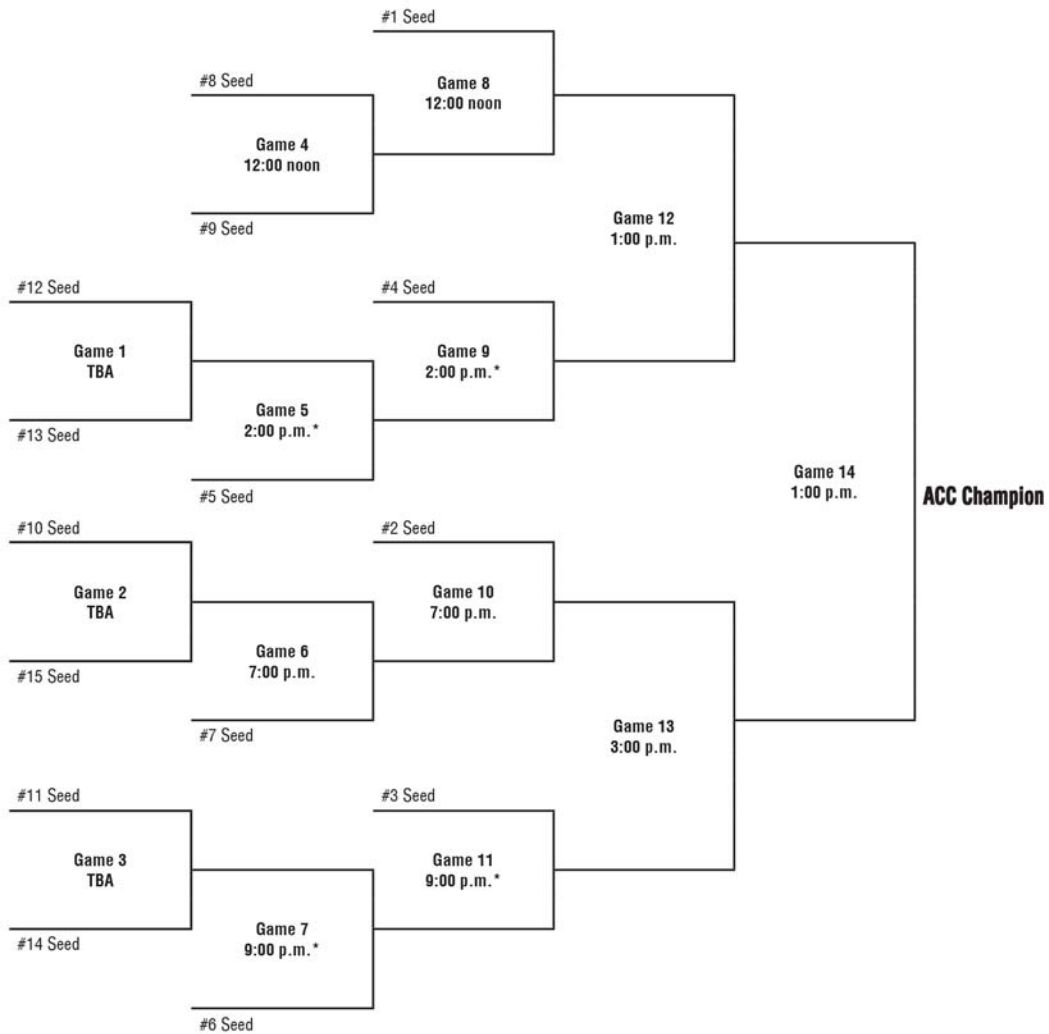 #1 Seed
#8 Seed
Game 8
12:00 noon
Game 4
12:00 noon
#9 Seed
Game 12
1:00 p.m.
#12 Seed
#4 Seed
Game 1
TBA
Game 9
2:00 p.m.*
#13 Seed
Game 5
2:00 p.m.*
#5 Seed
Game 14
1:00 p.m.
ACC Champion
#10 Seed
#2 Seed
Game 2
TBA
Game 10
7:00 p.m.
#15 Seed
Game 6
7:00 p.m.
#7 Seed
Game 13
3:00 p.m.
#11 Seed
#3 Seed
Game 3
TBA
Game 11
9:00 p.m.*
#14 Seed
Game 7
9:00 p.m.*
#6 Seed